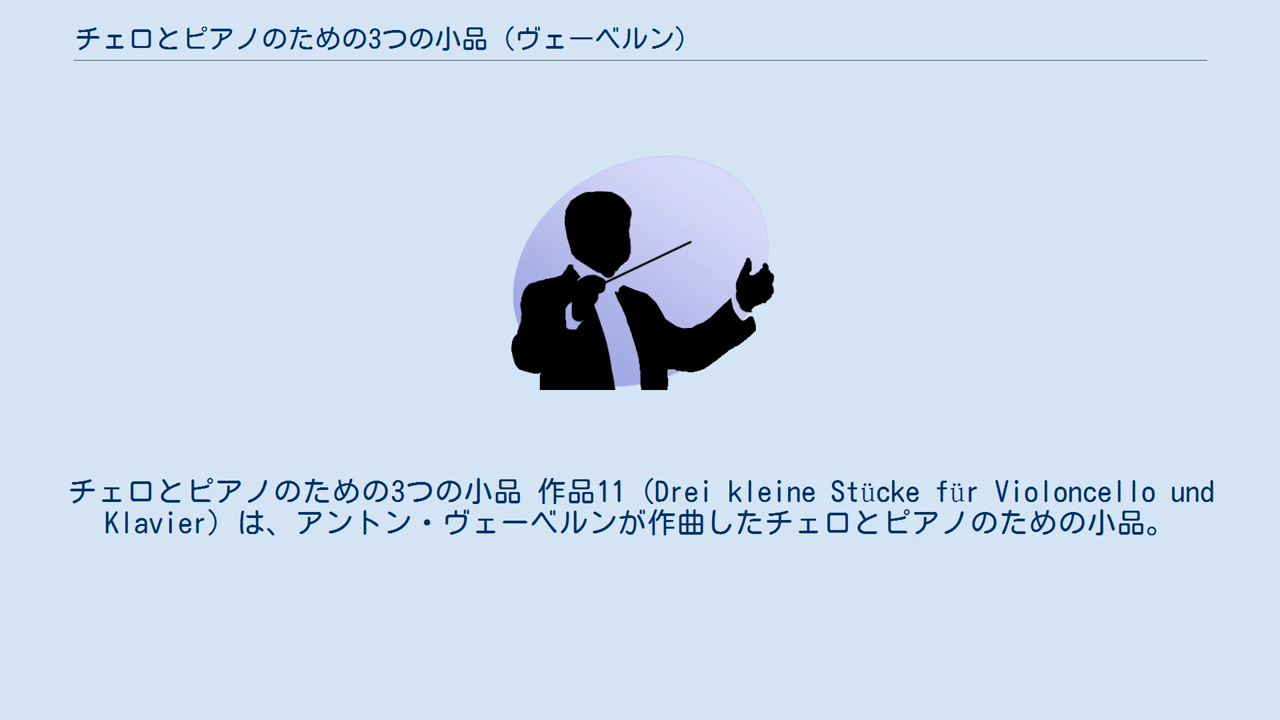 チェロとピアノのための3つの小品（ヴェーベルン）
チェロとピアノのための3つの小品 作品11（Drei kleine Stücke für Violoncello und
Klavier）は、アントン・ヴェーベルンが作曲したチェロとピアノのための小品。